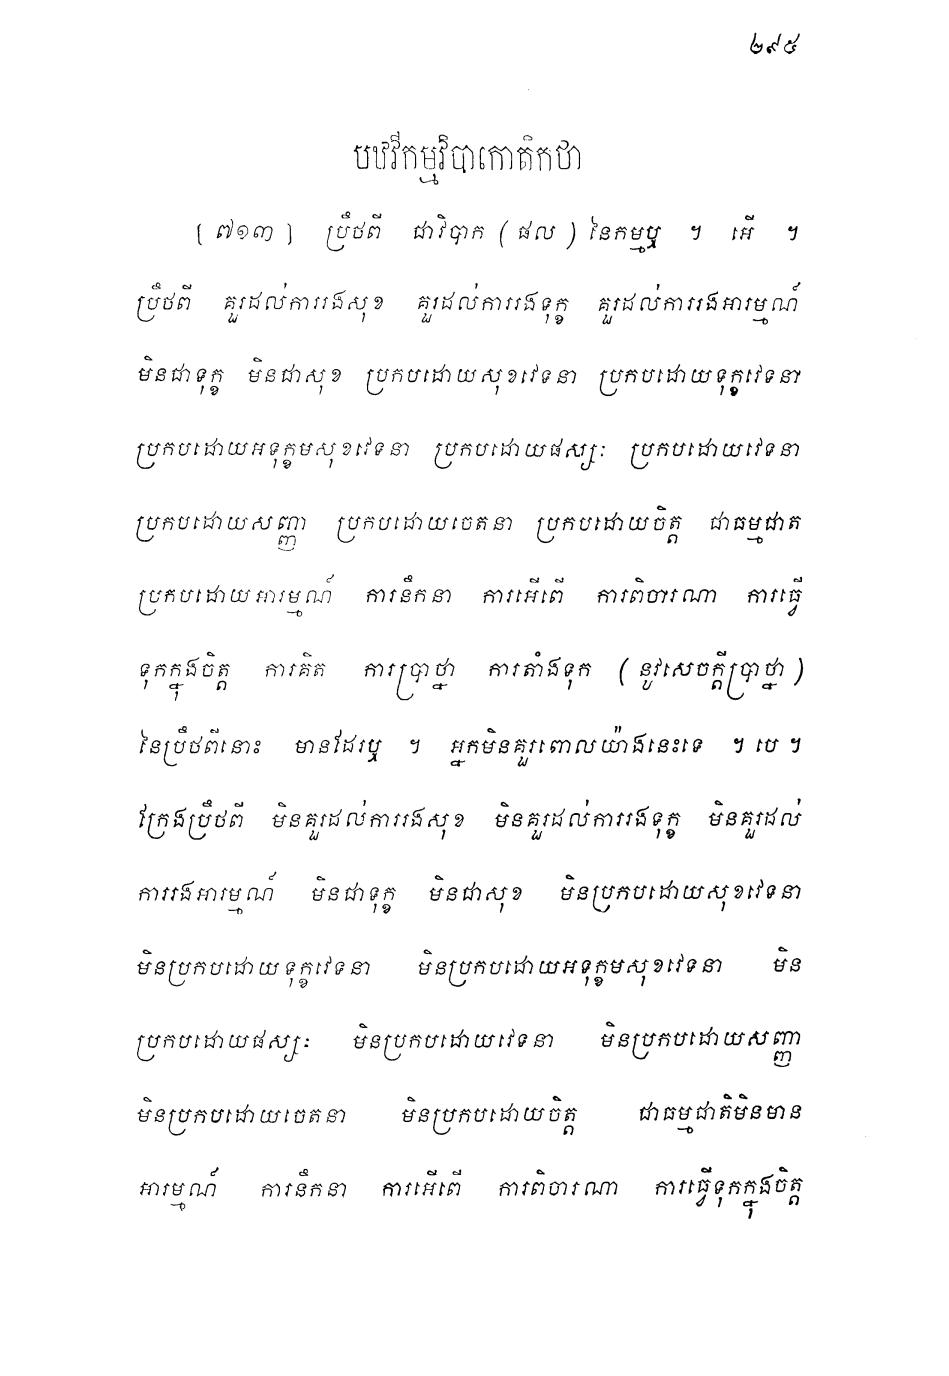 ២៩៥
បឋវីកម្មវិបាកោតិកថា
[ ៧១៣ ] ប្រឹថពី ជាវិបាក ( ផល ) នៃកម្មឬ ។ អើ ។
ប្រឹថពី គួរដល់ការរងសុខ គួរដល់ការរងទុក្ខ គួរដល់ការរងអារម្មណ៍
មិនជាទុក្ខ មិនជាសុខ ប្រកបដោយសុខវេទនា ប្រកបដោយទុក្ខវេទនា
ប្រកបដោយអទុក្ខមសុខវេទនា ប្រកបដោយផស្សៈ ប្រកបដោយវេទនា
ប្រកបដោយសញ្ញា ប្រកបដោយចេតនា ប្រកបដោយចិត្ត ជាធម្មជាត
ប្រកបដោយអារម្មណ៍ ការនឹកនា ការអើពើ ការពិចារណា ការធ្វើ
ទុកក្នុងចិត្ត ការគិត ការប្រាថ្នា ការតាំងទុក ( នូវសេចក្តីប្រាថ្នា )
នៃប្រឹថពីនោះ មានដែរឬ ។ អ្នកមិនគួរពោលយ៉ាងនេះទេ ។ បេ ។
ក្រែងប្រឹថពី មិនគួរដល់ការរងសុខ មិនគួរដល់ការរងទុក្ខ មិនគួរដល់
ការរងអារម្មណ៍ មិនជាទុក្ខ មិនជាសុខ មិនប្រកបដោយសុខវេទនា
មិនប្រកបដោយទុក្ខវេទនា មិនប្រកបដោយអទុក្ខមសុខវេទនា មិន
ប្រកបដោយផស្សៈ មិនប្រកបដោយវេទនា មិនប្រកបដោយសញ្ញា
មិនប្រកបដោយចេតនា មិនប្រកបដោយចិត្ត ជាធម្មជាតិមិនមាន
អារម្មណ៍ ការនឹកនា ការអើពើ ការពិចារណា ការធ្វើទុកក្នុងចិត្ត